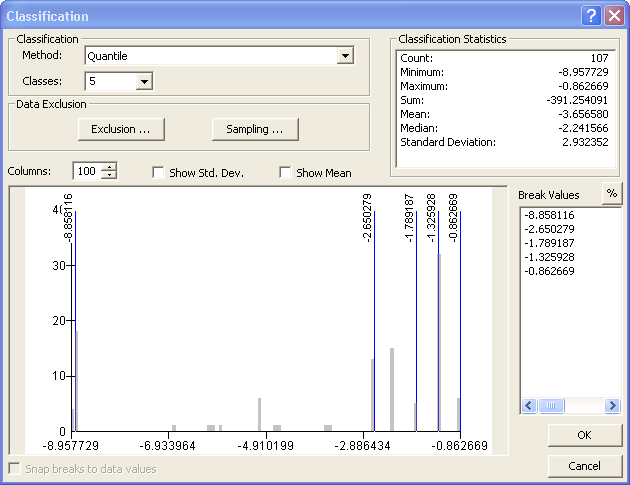 Classification
Classification
Method: Quantile
Classes: 5
Data Exclusion
Exclusion ...
Sampling ...
Classification Statistics
Count: 107
Minimum: -8.957729
Maximum: -0.862669
Sum: -391.254091
Mean: -3.656580
Median: -2.241566
Standard Deviation: 2.932352
Columns: 100
Show Std. Dev.
Show Mean
Break Values
%
-8.858116
-2.650279
-1.789187
-1.325928
-0.862669
40
30
20
10
0
-8.858116
-2.650279
-1.789187
-1.325928
-0.862669
-8.957729
-6.933964
-4.910199
-2.886434
-0.862669
Snap breaks to data values
OK
Cancel